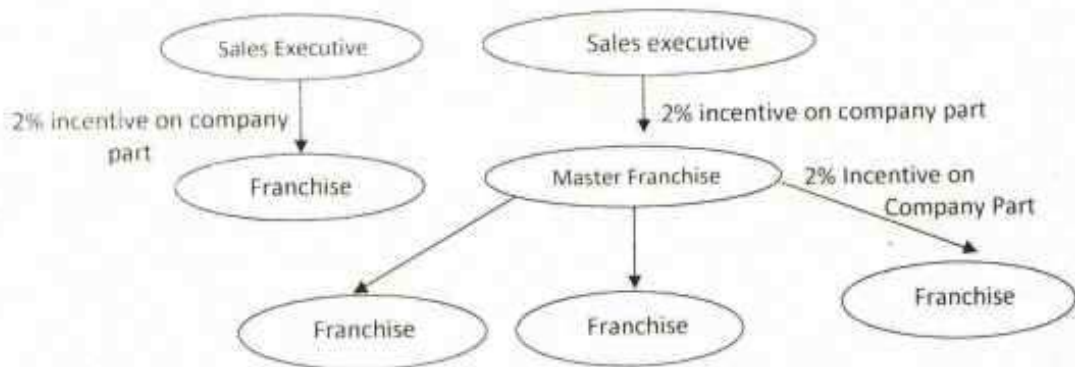 Sales Executive
Sales executive
2% incentive on company
part
2% incentive on company part
Franchise
Master Franchise
2% Incentive on
Company Part
Franchise
Franchise
Franchise